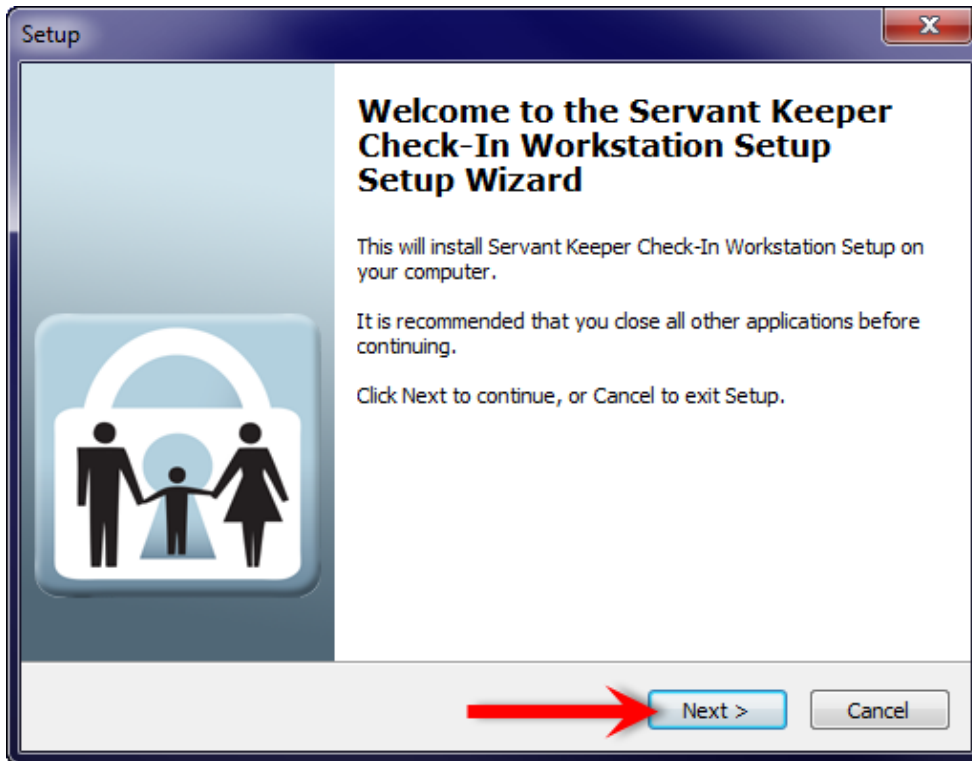 Setup
Welcome to the Servant Keeper
Check-In Workstation Setup
Setup Wizard
This will install Servant Keeper Check-In Workstation Setup on
your computer.
It is recommended that you close all other applications before
continuing.
Click Next to continue, or Cancel to exit Setup.
Next >
Cancel